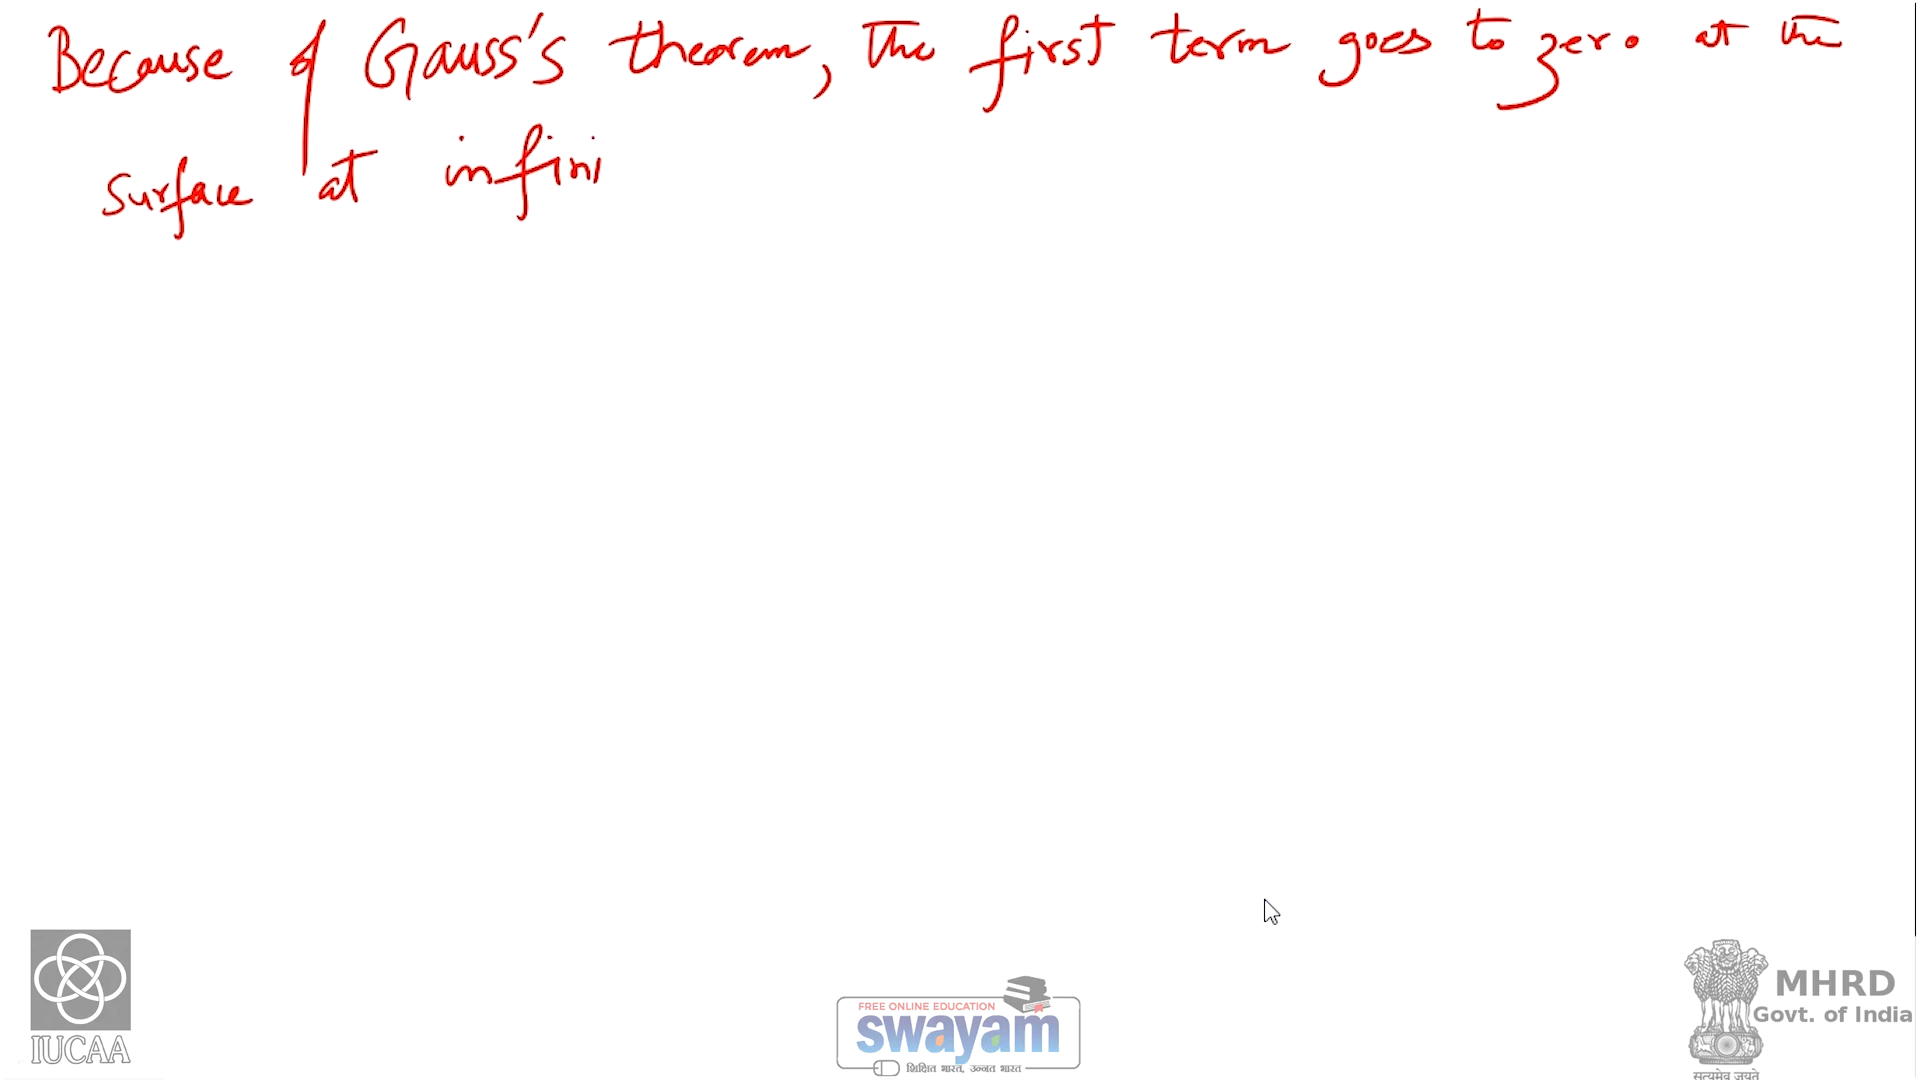 Because of Gauss's theorem, the first term goes to zero at the
surface at infini
IUCAA
FREE ONLINE EDUCATION
swayam
शिक्षित भारत, उन्नत भारत
MHRD
Govt. of India
सत्यमेव जयते